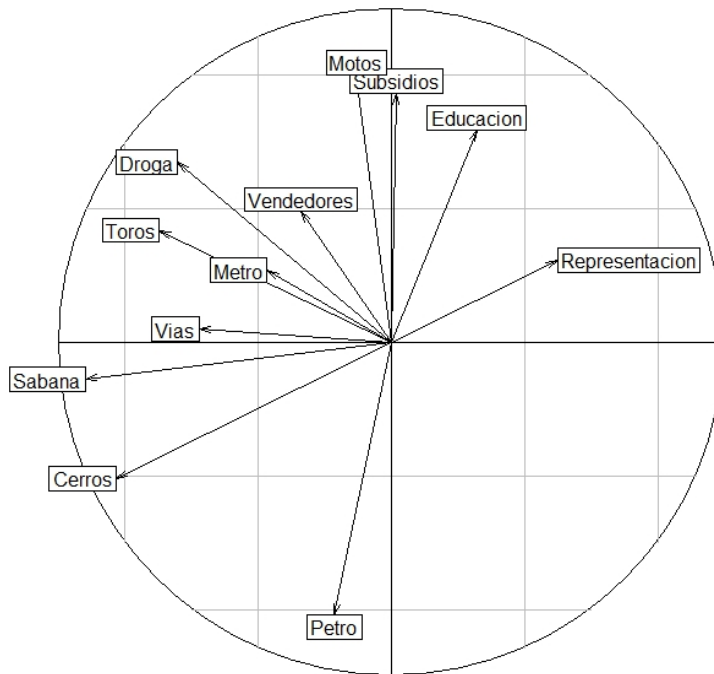 Motos
Subsidios
Educacion
Droga
Vendedores
Toros
Metro
Representacion
Vias
Sabana
Cerros
Petro